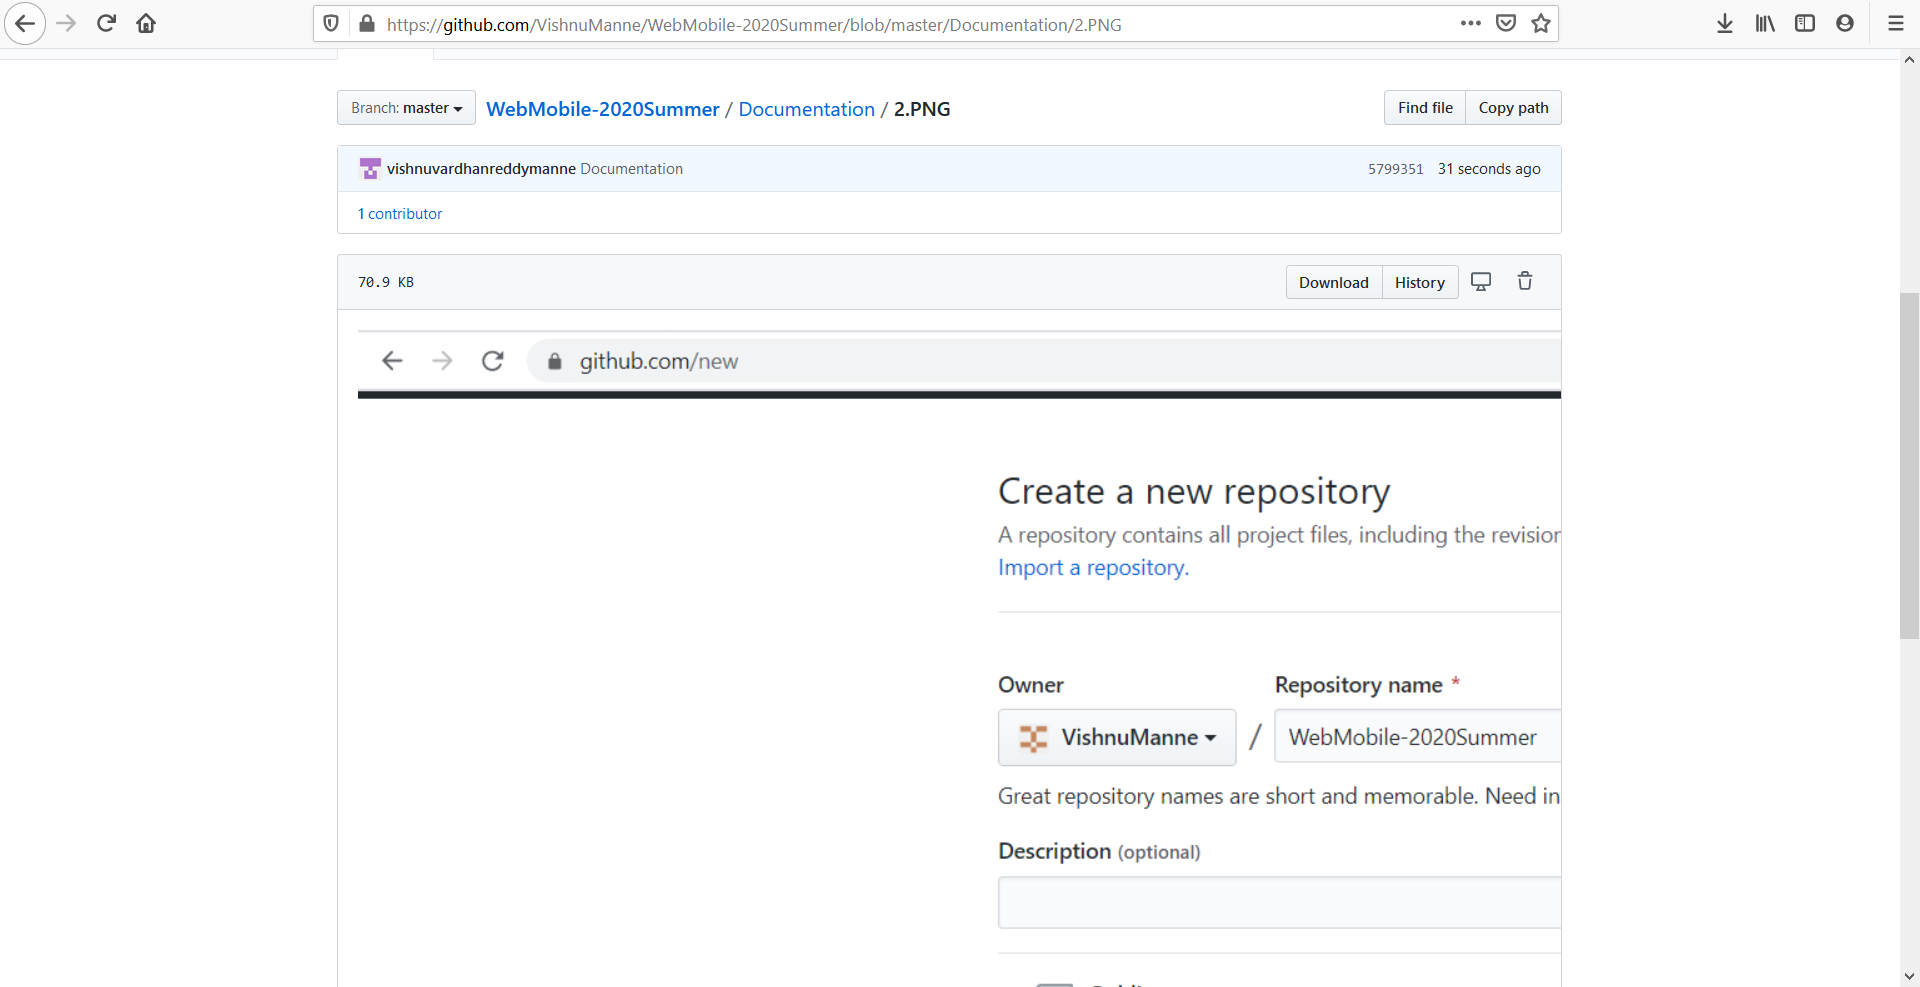 https://github.com/VishnuManne/WebMobile-2020Summer/blob/master/Documentation/2.PNG
Branch: master WebMobile-2020Summer / Documentation / 2.PNG Find file Copy path
vishnuvardhanreddymanne Documentation 5799351 31 seconds ago
1 contributor
70.9 KB Download History
github.com/new
Create a new repository
A repository contains all project files, including the revision
Import a repository.
Owner Repository name *
VishnuManne / WebMobile-2020Summer
Great repository names are short and memorable. Need in
Description (optional)